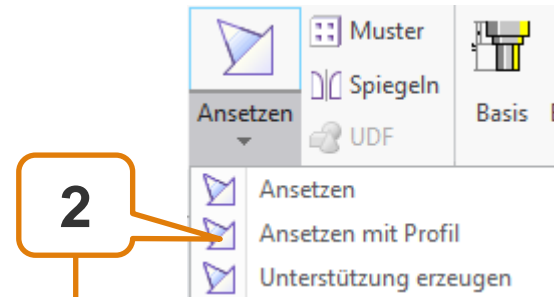 Muster
Spiegeln
Ansetzen
UDF
Basis
2
Ansetzen
Ansetzen mit Profil
Unterstützung erzeugen